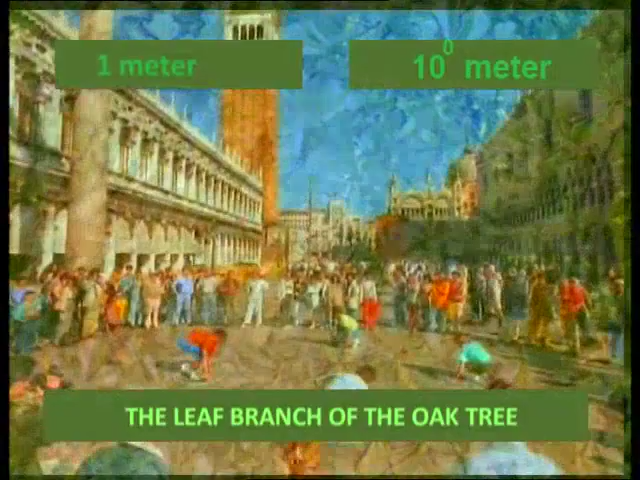 1 meter
10⁰ meter
THE LEAF BRANCH OF THE OAK TREE